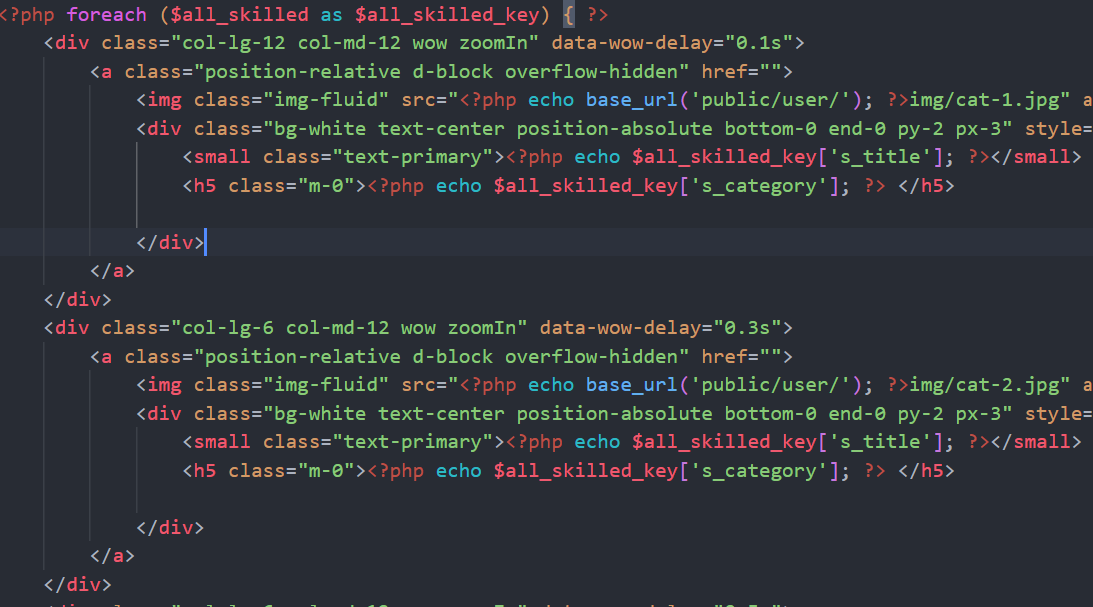 <?php foreach ($all_skilled as $all_skilled_key) { ?>
<div class="col-lg-12 col-md-12 wow zoomIn" data-wow-delay="0.1s">
<a class="position-relative d-block overflow-hidden" href="">
<img class="img-fluid" src="<?php echo base_url('public/user/'); ?>img/cat-1.jpg" a
<div class="bg-white text-center position-absolute bottom-0 end-0 py-2 px-3" style=
<small class="text-primary"><?php echo $all_skilled_key['s_title']; ?></small>
<h5 class="m-0"><?php echo $all_skilled_key['s_category']; ?> </h5>
</div>
</a>
</div>
<div class="col-lg-6 col-md-12 wow zoomIn" data-wow-delay="0.3s">
<a class="position-relative d-block overflow-hidden" href="">
<img class="img-fluid" src="<?php echo base_url('public/user/'); ?>img/cat-2.jpg" a
<div class="bg-white text-center position-absolute bottom-0 end-0 py-2 px-3" style=
<small class="text-primary"><?php echo $all_skilled_key['s_title']; ?></small>
<h5 class="m-0"><?php echo $all_skilled_key['s_category']; ?> </h5>
</div>
</a>
</div>